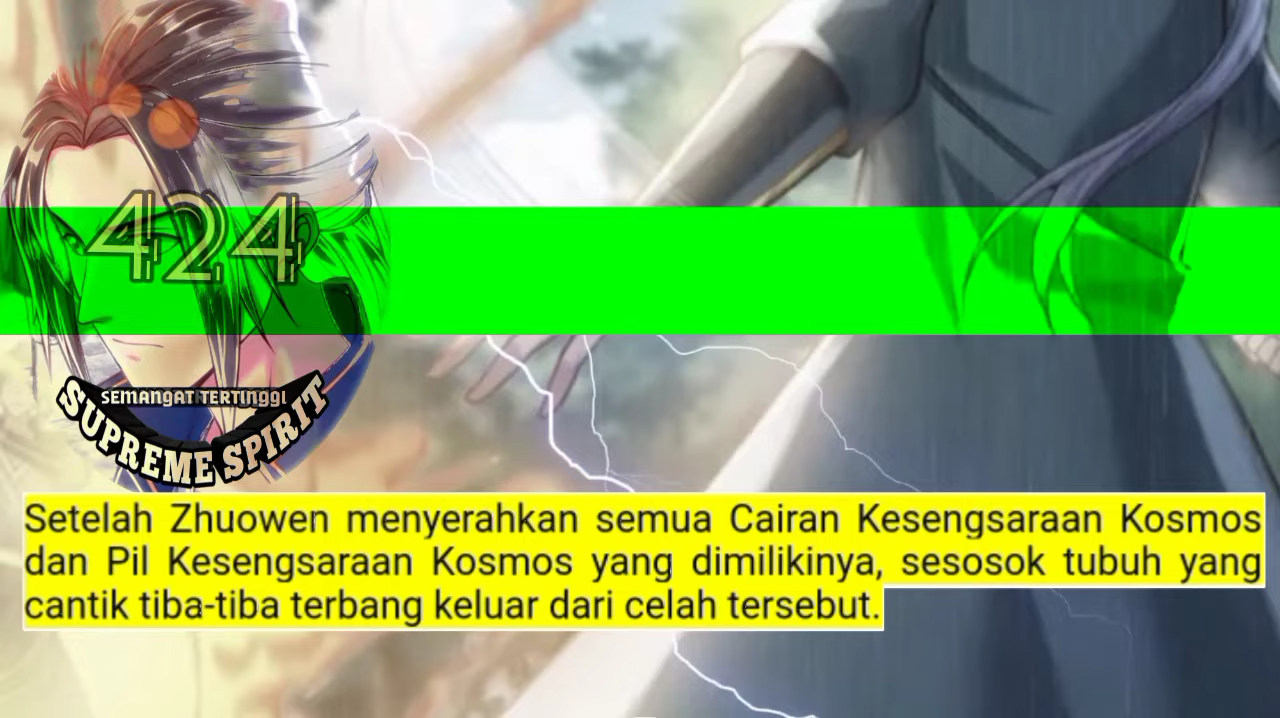 424
SEMANGAT TERTINGGI
SUPREME SPIRIT
Setelah Zhuowen menyerahkan semua Cairan Kesengsaraan Kosmos
dan Pil Kesengsaraan Kosmos yang dimilikinya, sesosok tubuh yang
cantik tiba-tiba terbang keluar dari celah tersebut.